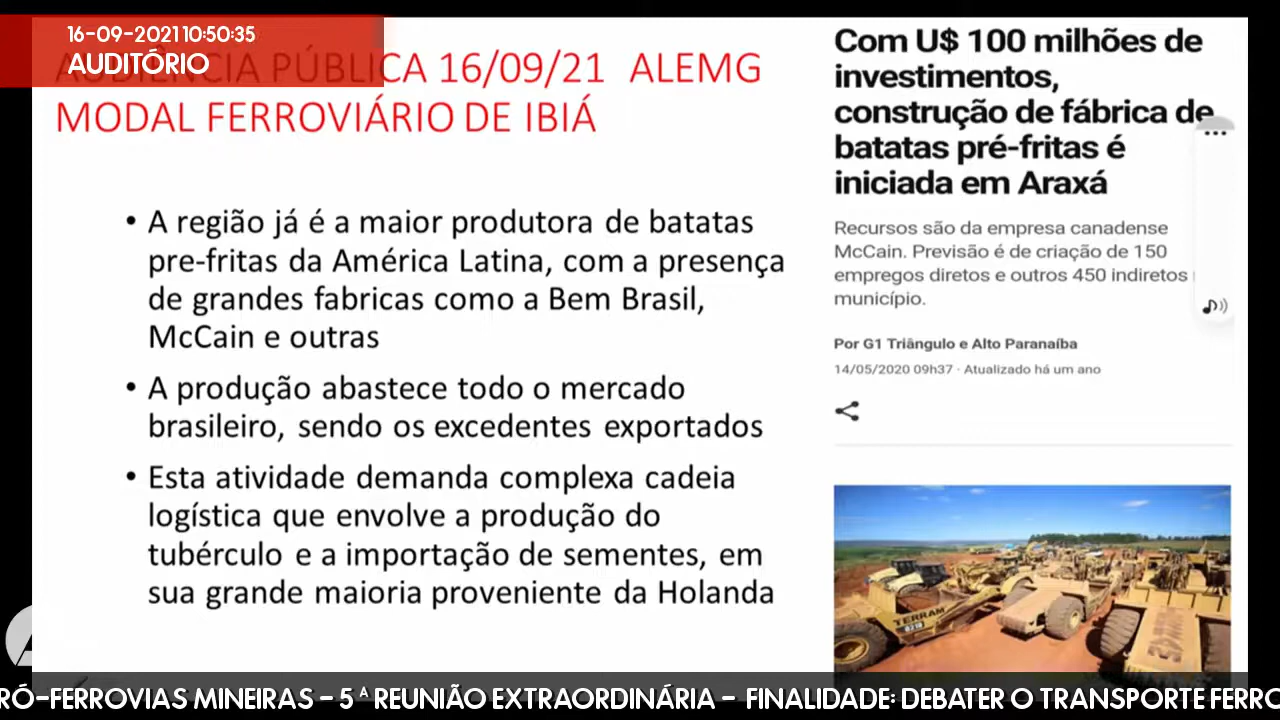 16-09-2021 10:50:35
AUDITÓRIO
AUDIÊNCIA PÚBLICA 16/09/21 ALEMG
MODAL FERROVIÁRIO DE IBIÁ
• A região já é a maior produtora de batatas
pre-fritas da América Latina, com a presença
de grandes fabricas como a Bem Brasil,
McCain e outras
• A produção abastece todo o mercado
brasileiro, sendo os excedentes exportados
• Esta atividade demanda complexa cadeia
logística que envolve a produção do
tubérculo e a importação de sementes, em
sua grande maioria proveniente da Holanda
Com U$ 100 milhões de
investimentos,
construção de fábrica de
batatas pré-fritas é
iniciada em Araxá
Recursos são da empresa canadense
McCain. Previsão é de criação de 150
empregos diretos e outros 450 indiretos
município.
Por G1 Triângulo e Alto Paranaíba
14/05/2020 09h37 · Atualizado há um ano
TERRAM
RÓ-FERROVIAS MINEIRAS - 5ª REUNIÃO EXTRAORDINÁRIA - FINALIDADE: DEBATER O TRANSPORTE FERRO